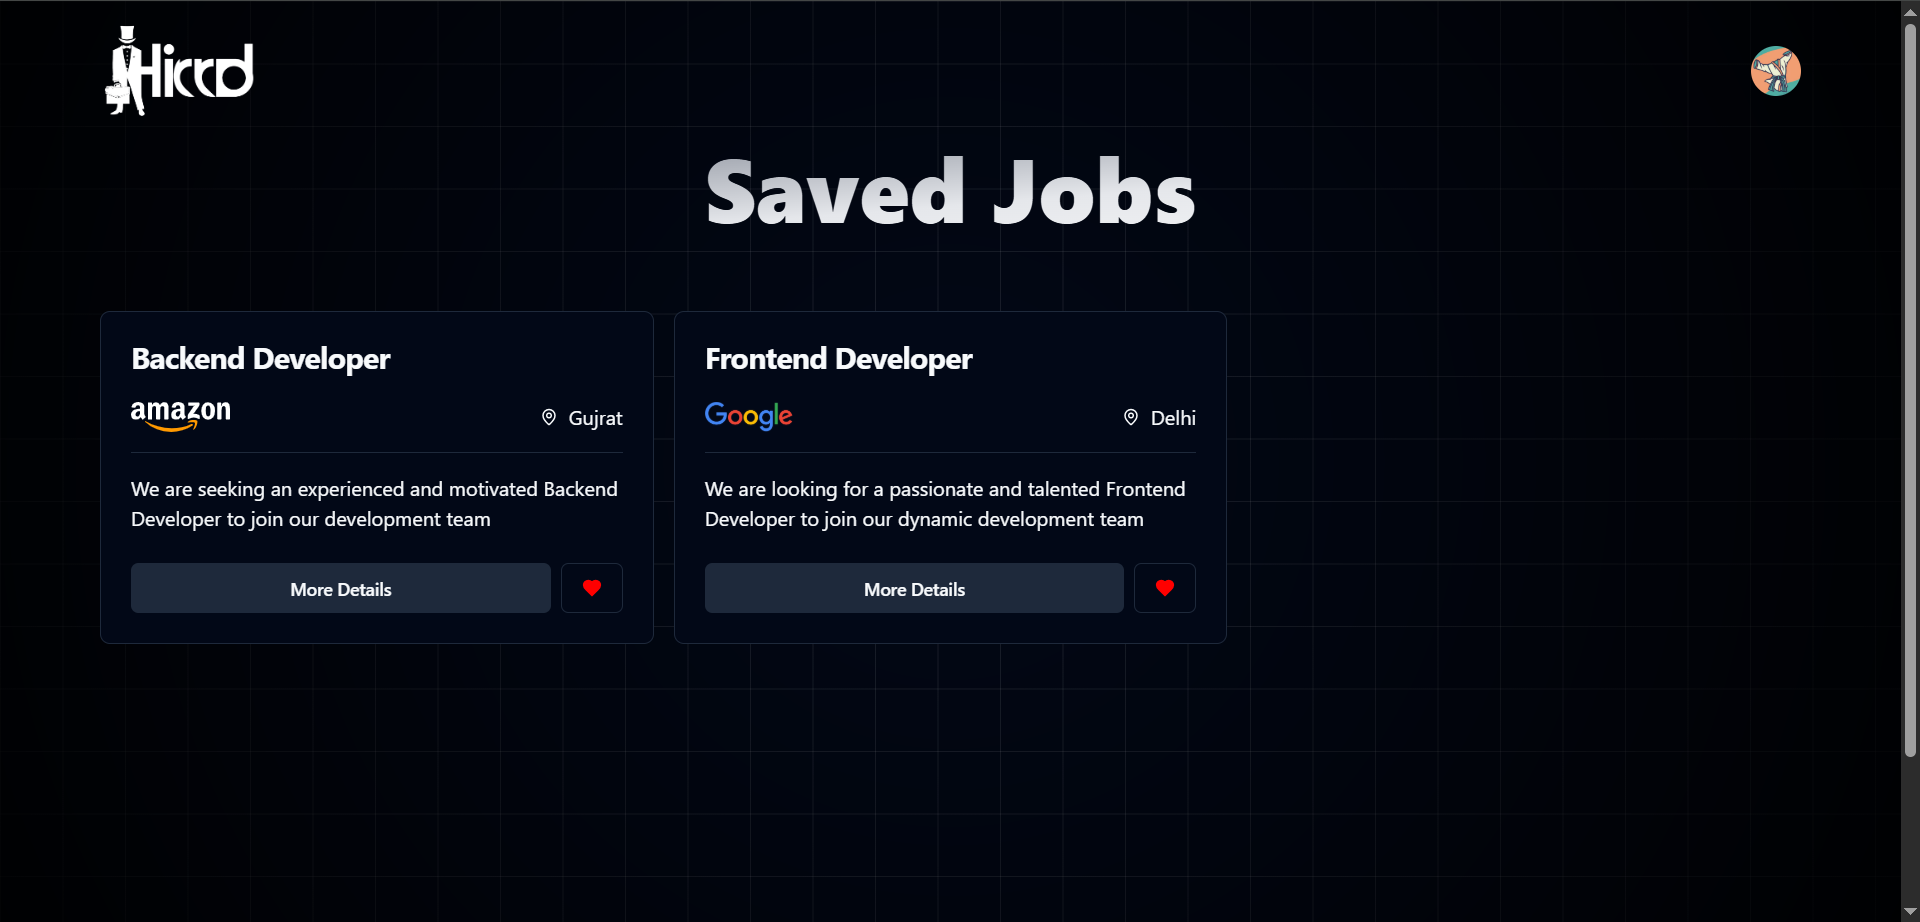 Hirrd
Saved Jobs
Backend Developer
amazon
Gujrat
We are seeking an experienced and motivated Backend
Developer to join our development team
More Details
Frontend Developer
Google
Delhi
We are looking for a passionate and talented Frontend
Developer to join our dynamic development team
More Details